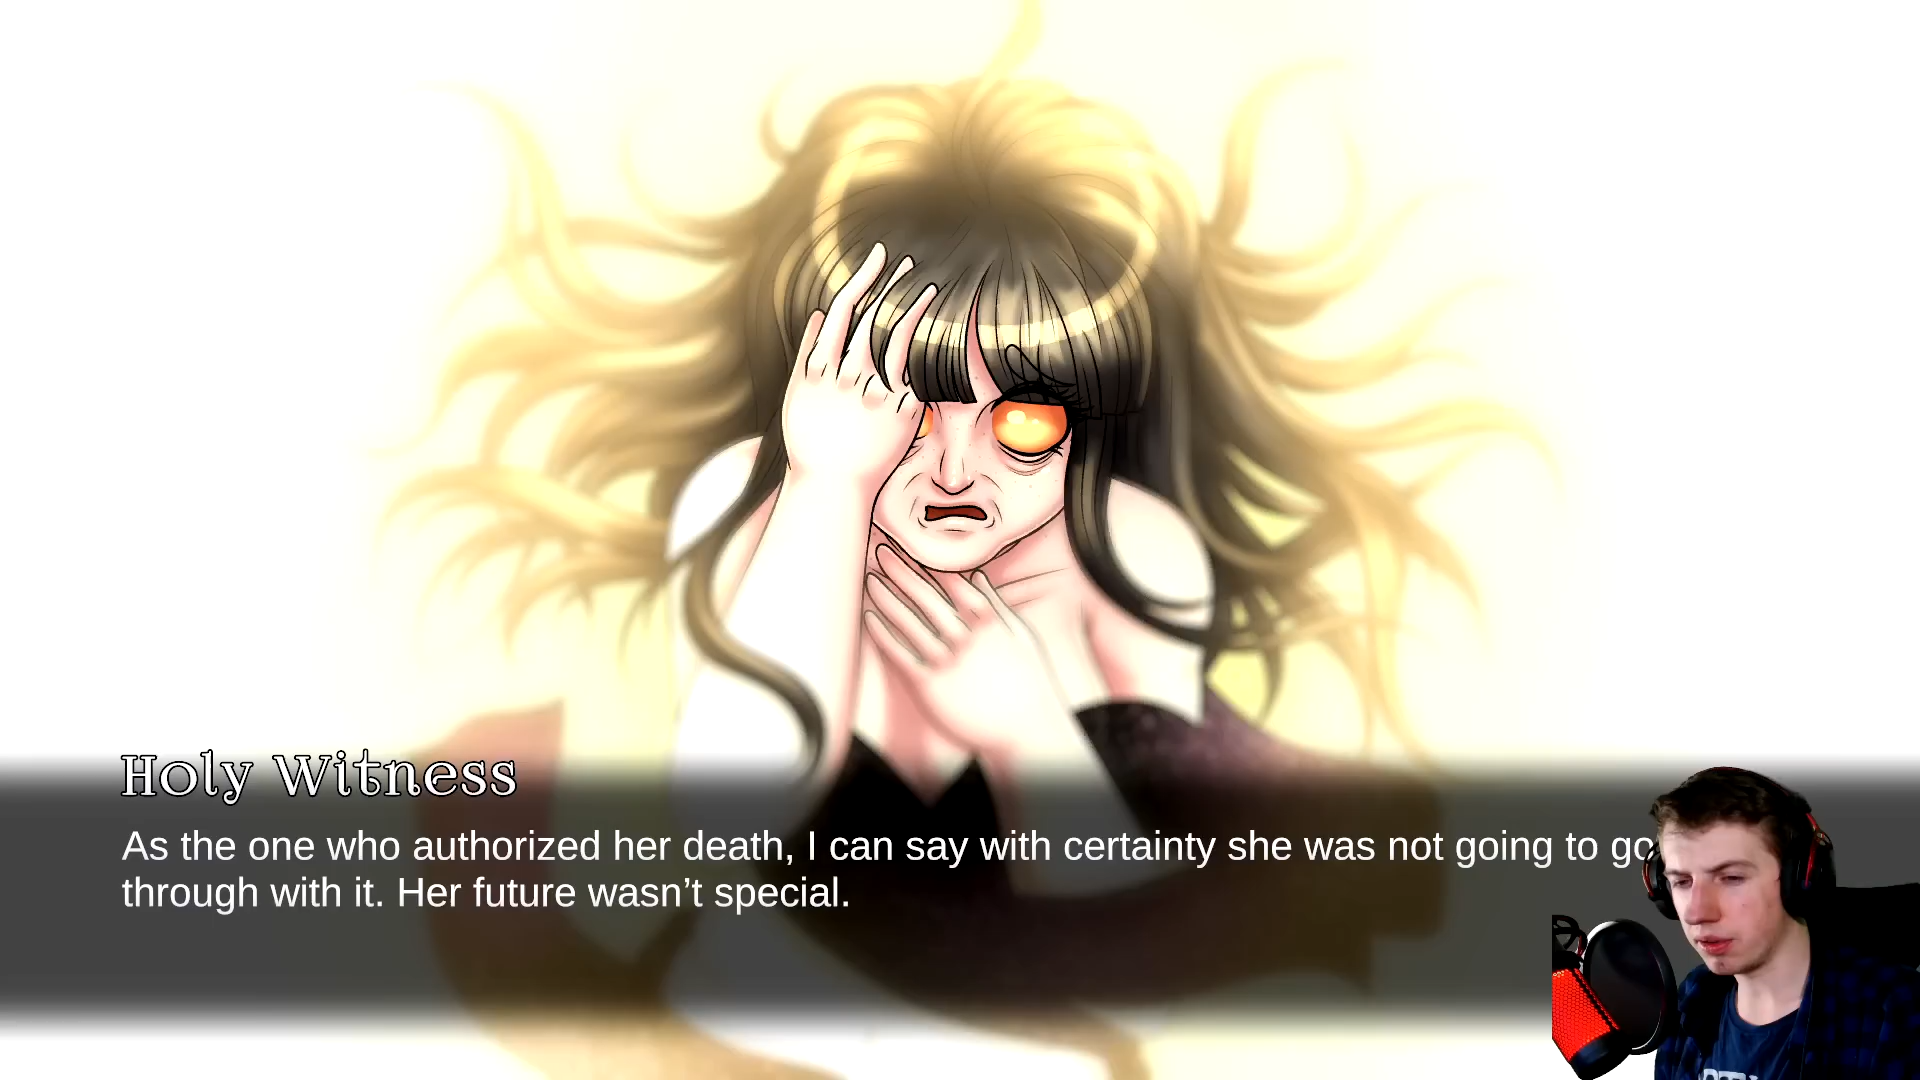 Holy Witness
As the one who authorized her death, I can say with certainty she was not going to go
through with it. Her future wasn’t special.